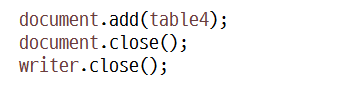 document.add(table4);
document.close();
writer.close();